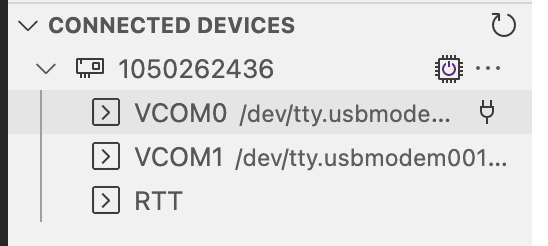 CONNECTED DEVICES
1050262436
VCOM0 /dev/tty.usbmode...
VCOM1 /dev/tty.usbmodem001...
RTT